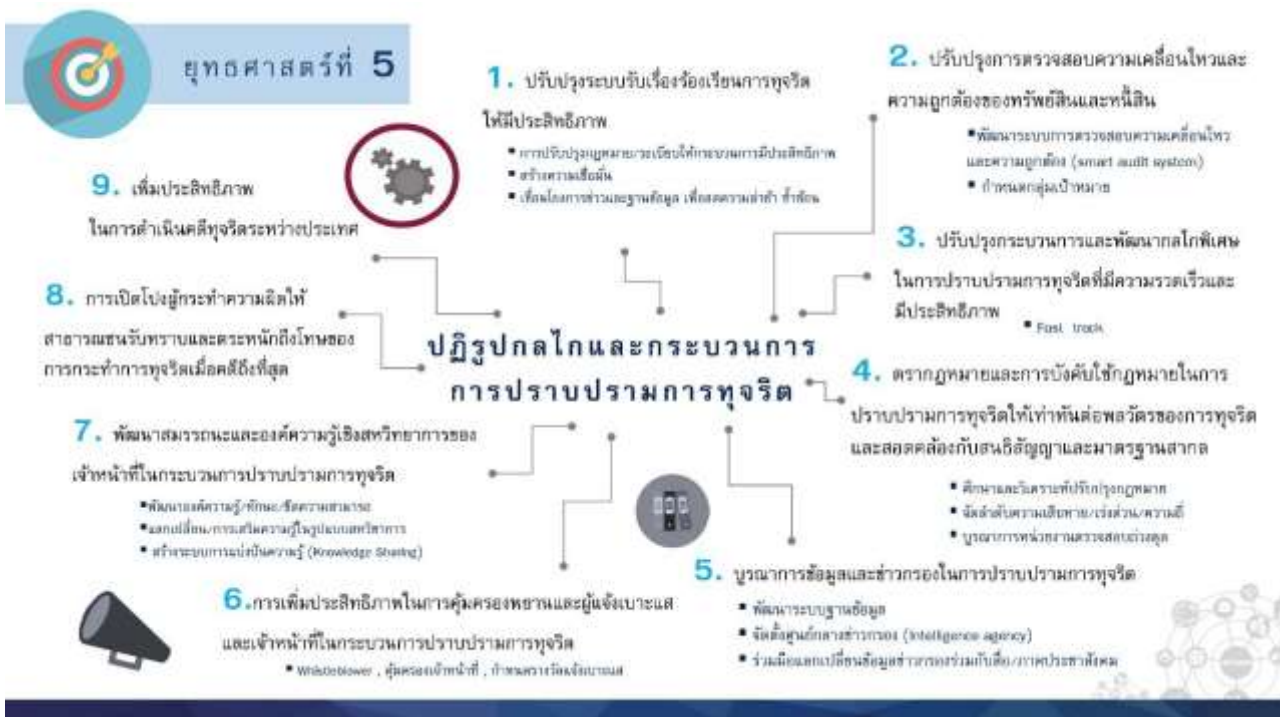 ยุทธศาสตร์ที่ 5
1. ปรับปรุงระบบรับเรื่องร้องเรียนการทุจริต
ให้มีประสิทธิภาพ
▪ การปรับปรุงกฎหมาย/ระเบียบให้กระบวนการมีประสิทธิภาพ
▪ สร้างความเชื่อมั่น
▪ เชื่อมโยงการข่าวและฐานข้อมูล เพื่อลดความล่าช้า ซ้ำซ้อน
2. ปรับปรุงการตรวจสอบความเคลื่อนไหวและ
ความถูกต้องของทรัพย์สินและหนี้สิน
▪พัฒนาระบบการตรวจสอบความเคลื่อนไหว
และความถูกต้อง (smart audit system)
▪ กำหนดกลุ่มเป้าหมาย
3. ปรับปรุงกระบวนการและพัฒนากลไกพิเศษ
ในการปราบปรามการทุจริตที่มีความรวดเร็วและ
มีประสิทธิภาพ
▪ Fast track
ปฏิรูปกลไกและกระบวนการ
การปราบปรามการทุจริต
4. ตรากฎหมายและการบังคับใช้กฎหมายในการ
ปราบปรามการทุจริตให้เท่าทันต่อพลวัตรของการทุจริต
และสอดคล้องกับสนธิสัญญาและมาตรฐานสากล
▪ ศึกษาและวิเคราะห์ปรับปรุงกฎหมาย
▪ จัดลำดับความเสียหาย/เร่งด่วน/ความถี่
▪ บูรณาการหน่วยงานตรวจสอบถ่วงดุล
5. บูรณาการข้อมูลและข่าวกรองในการปราบปรามการทุจริต
▪ พัฒนาระบบฐานข้อมูล
▪ จัดตั้งศูนย์กลางข่าวกรอง (Intelligence agency)
▪ ร่วมมือแลกเปลี่ยนข้อมูลข่าวกรองร่วมกับสื่อ/ภาคประชาสังคม
6.การเพิ่มประสิทธิภาพในการคุ้มครองพยานและผู้แจ้งเบาะแส
และเจ้าหน้าที่ในกระบวนการปราบปรามการทุจริต
▪ Whistleblower , คุ้มครองเจ้าหน้าที่ , กำหนดรางวัลแจ้งเบาะแส
7. พัฒนาสมรรถนะและองค์ความรู้เชิงสหวิทยาการของ
เจ้าหน้าที่ในกระบวนการปราบปรามการทุจริต
▪พัฒนาองค์ความรู้/ทักษะ/ขีดความสามารถ
▪แลกเปลี่ยน/การเสริมความรู้ในรูปแบบสหวิชาการ
▪ สร้างระบบการแบ่งปันความรู้ (Knowledge Sharing)
8. การเปิดโปงผู้กระทำความผิดให้
สาธารณชนรับทราบและตระหนักถึงโทษของ
การกระทำการทุจริตเมื่อคดีถึงที่สุด
9. เพิ่มประสิทธิภาพ
ในการดำเนินคดีทุจริตระหว่างประเทศ